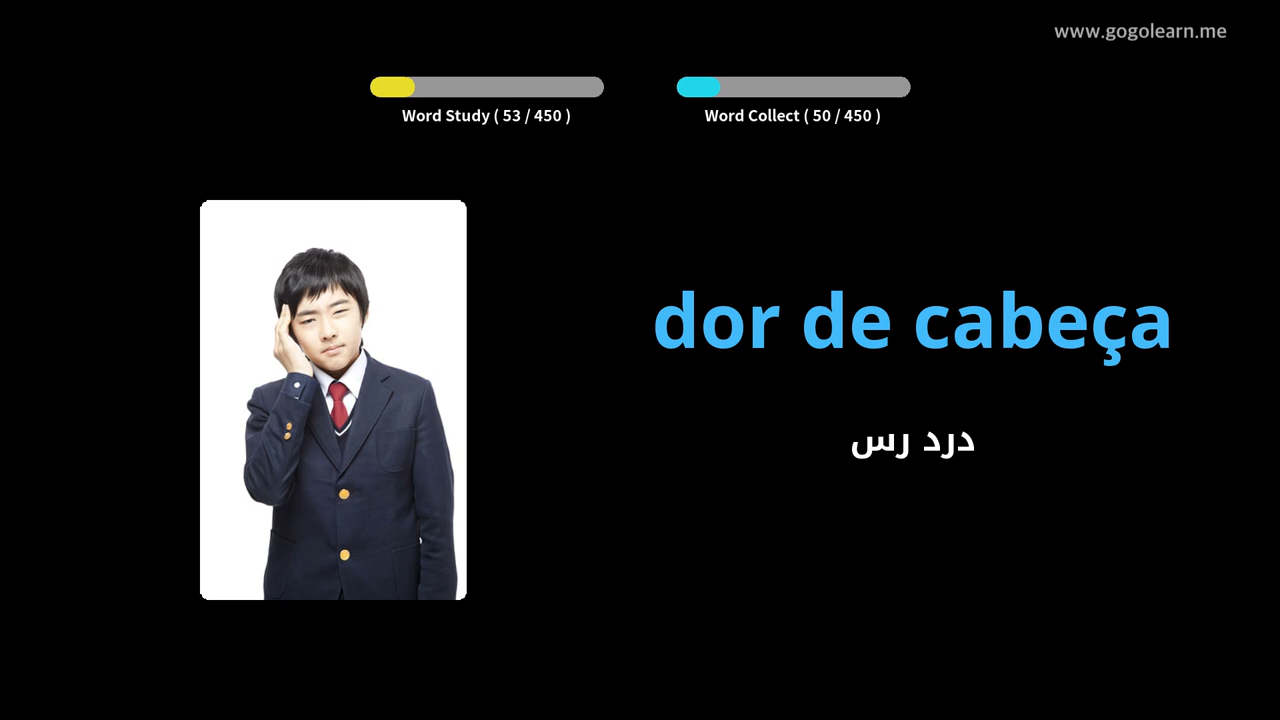 www.gogolearn.me
Word Study ( 53 / 450 )
Word Collect ( 50 / 450 )
dor de cabeça
درد رس